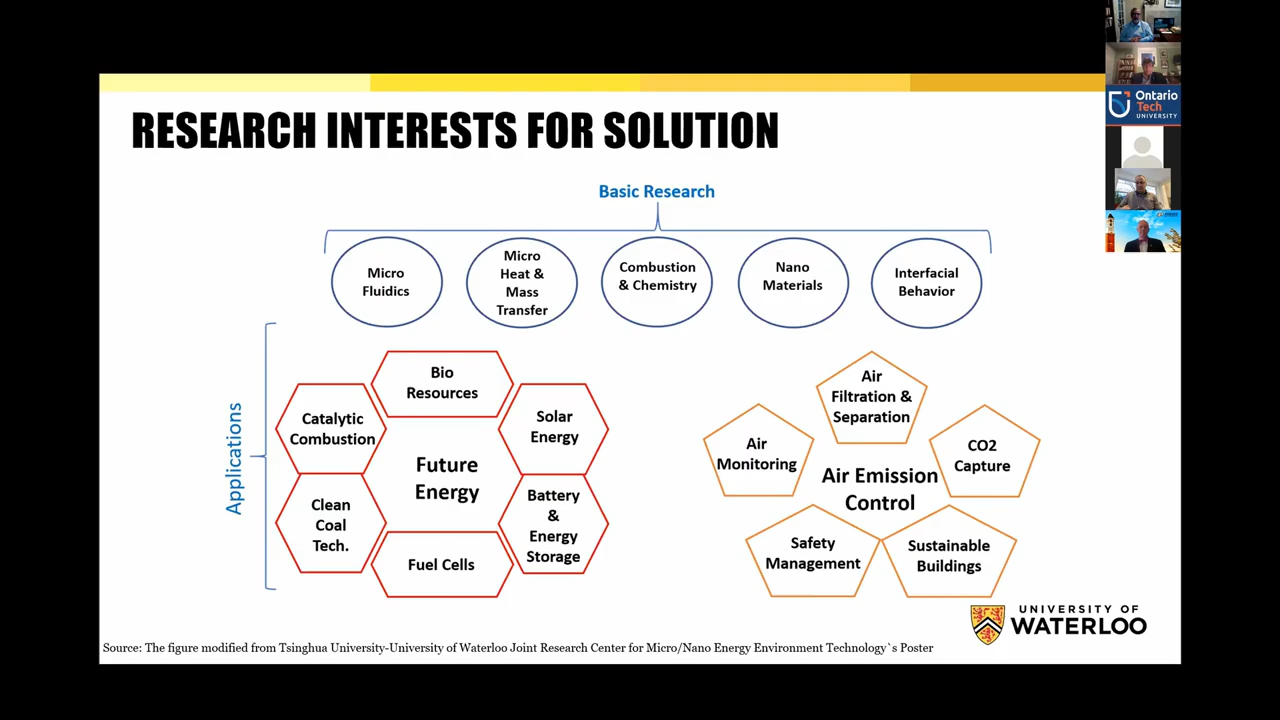 RESEARCH INTERESTS FOR SOLUTION
Ontario
Tech
UNIVERSITY
Basic Research
Micro
Fluidics
Micro
Heat &
Mass
Transfer
Combustion
& Chemistry
Nano
Materials
Interfacial
Behavior
Applications
Bio
Resources
Catalytic
Combustion
Solar
Energy
Future
Energy
Clean
Coal
Tech.
Battery
&
Energy
Storage
Fuel Cells
Air
Filtration &
Separation
Air
Monitoring
CO2
Capture
Air Emission
Control
Safety
Management
Sustainable
Buildings
UNIVERSITY OF
WATERLOO
Source: The figure modified from Tsinghua University-University of Waterloo Joint Research Center for Micro/Nano Energy Environment Technology`s Poster